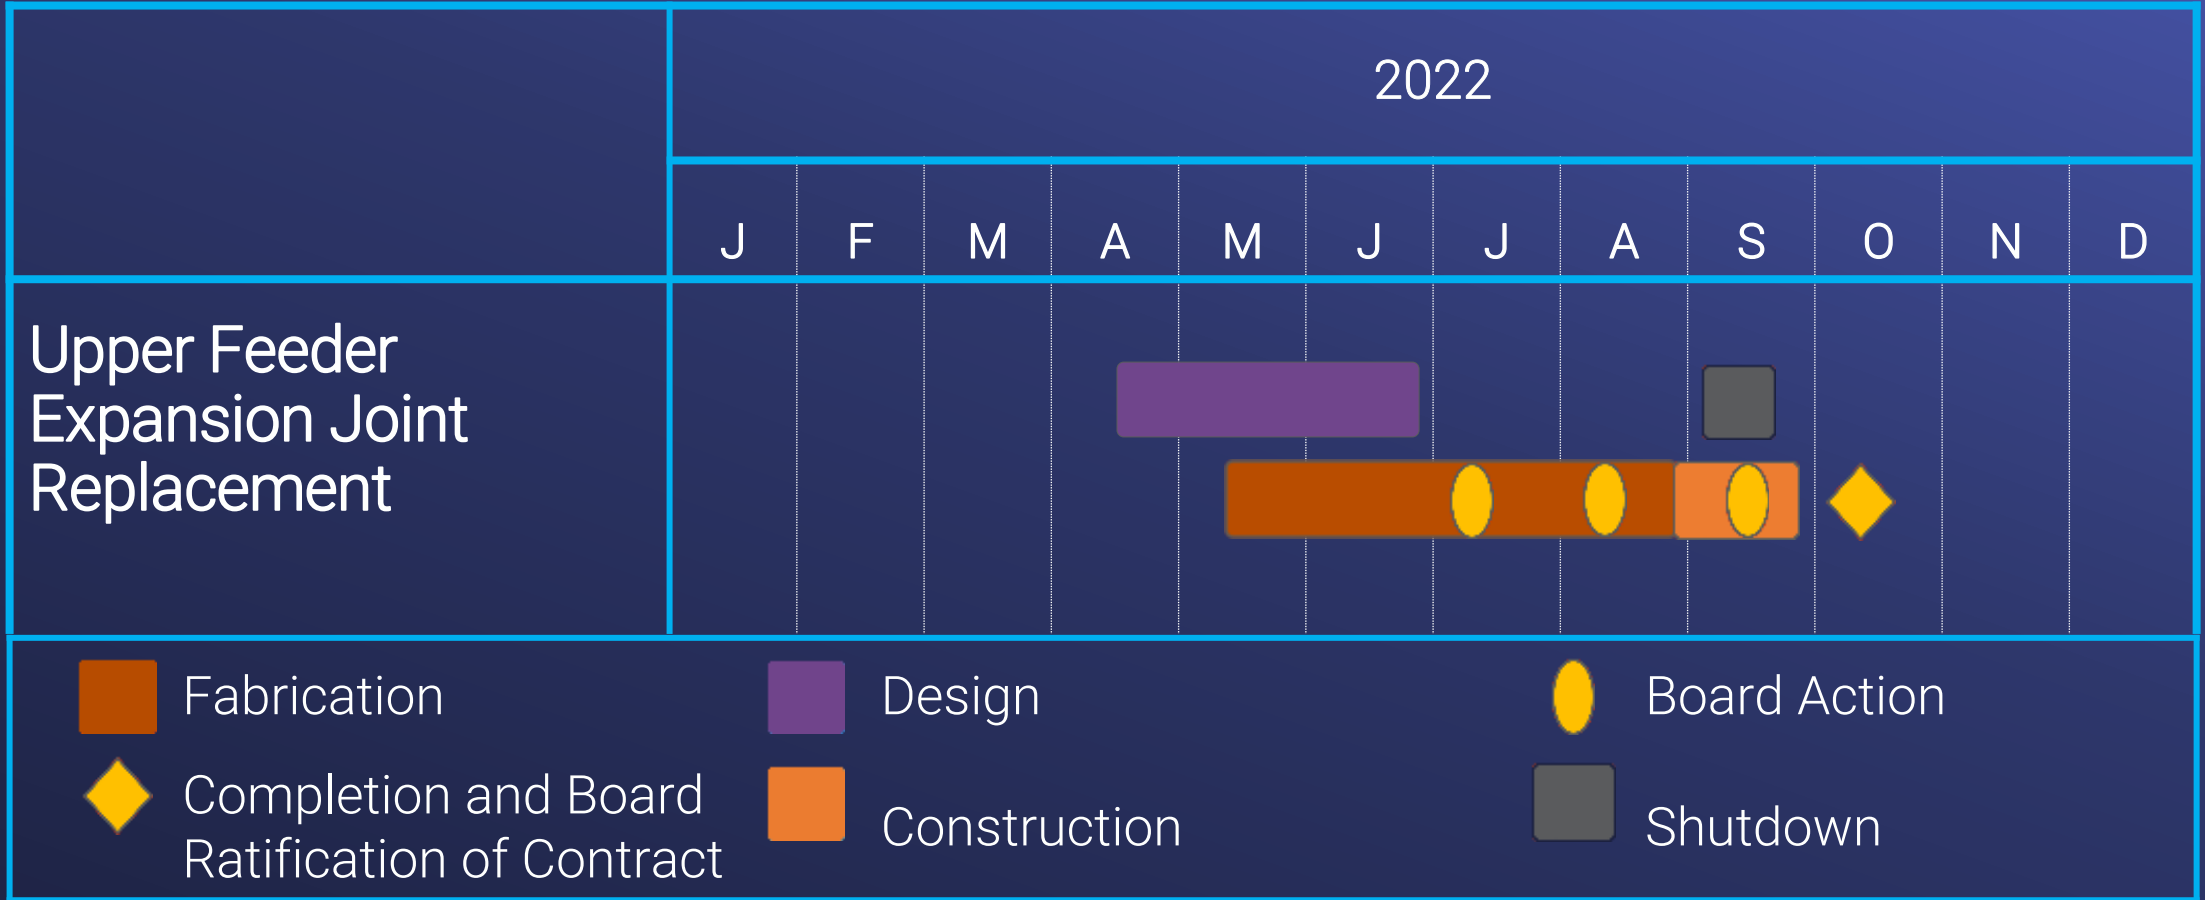 2022
J F M A M J J A S O N D
Upper Feeder
Expansion Joint
Replacement
Fabrication
Design
Board Action
Completion and Board
Ratification of Contract
Construction
Shutdown